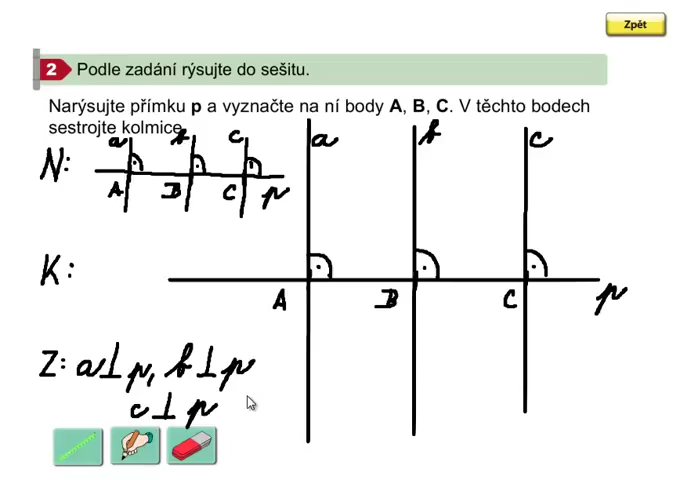 Zpět
2 Podle zadání rýsujte do sešitu.
Narýsujte přímku p a vyznačte na ní body A, B, C. V těchto bodech
sestrojte kolmice
a b c
a b c
N:
A B C p
K:
A B C p
Z: a⊥p, b⊥p
c⊥p